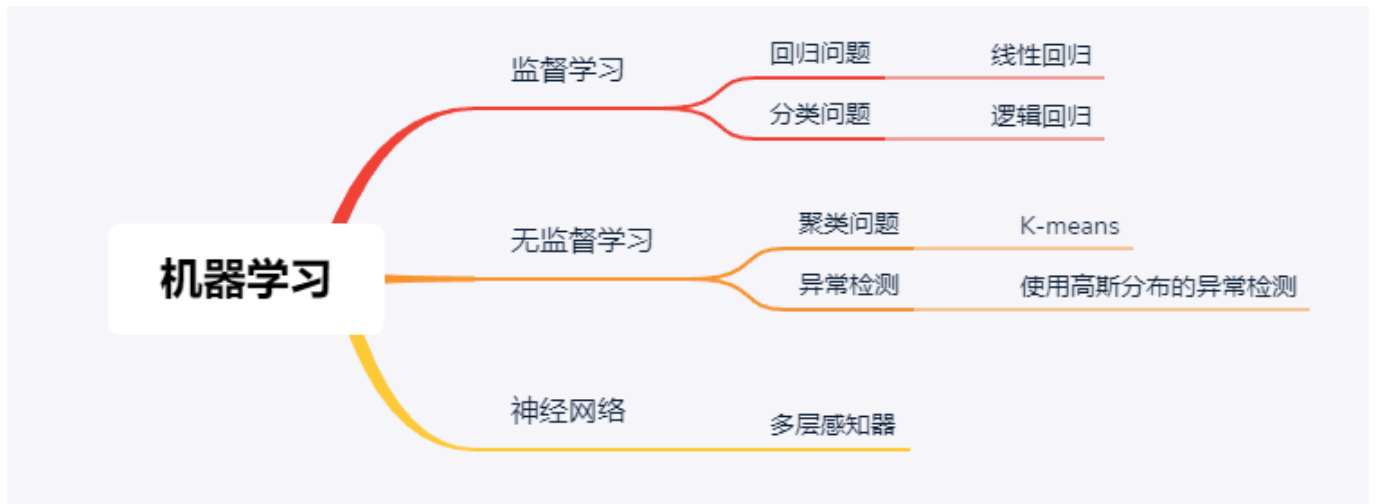 监督学习
回归问题
线性回归
分类问题
逻辑回归
机器学习
无监督学习
聚类问题
K-means
异常检测
使用高斯分布的异常检测
神经网络
多层感知器